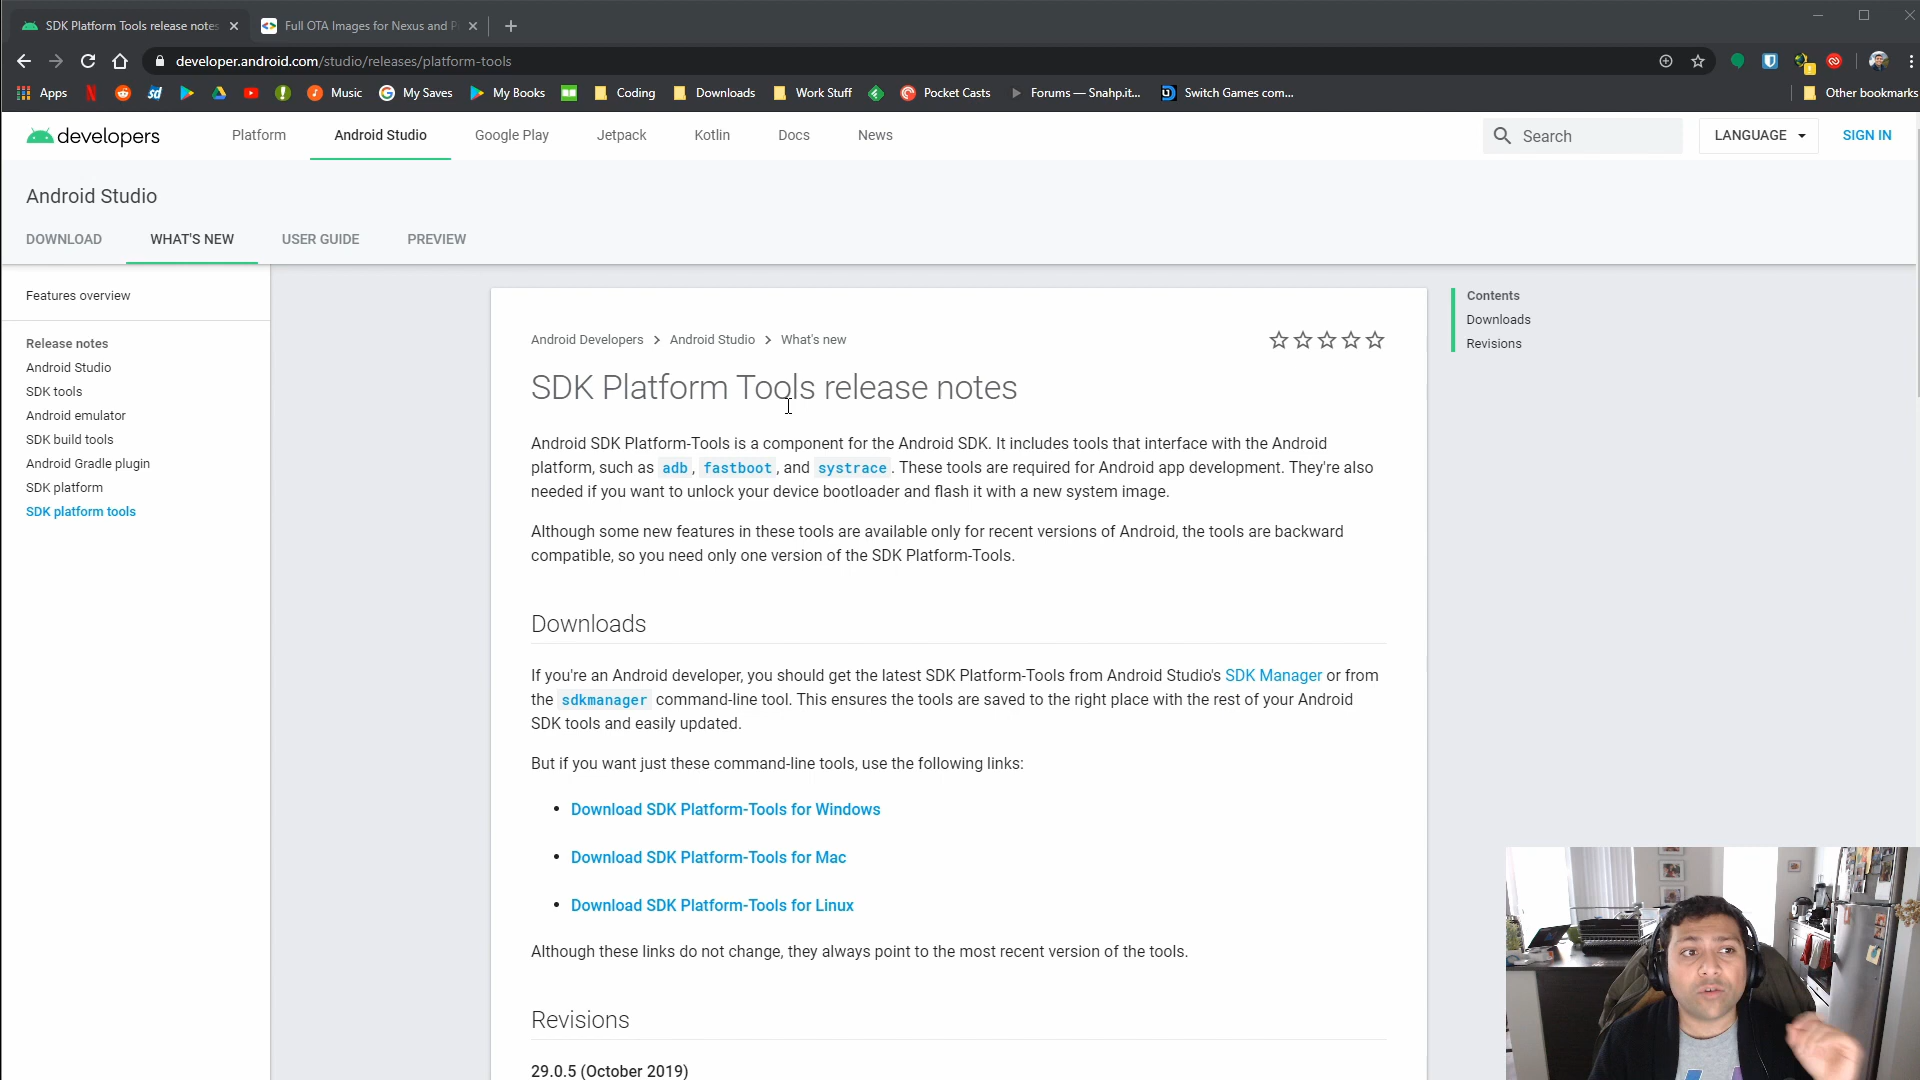 SDK Platform Tools release notes
Full OTA Images for Nexus and P
developer.android.com/studio/releases/platform-tools
Apps
Music
My Saves
My Books
Coding
Downloads
Work Stuff
Pocket Casts
Forums — Snahp.it...
Switch Games com...
Other bookmarks
developers
Platform
Android Studio
Google Play
Jetpack
Kotlin
Docs
News
Search
LANGUAGE
SIGN IN
Android Studio
DOWNLOAD
WHAT'S NEW
USER GUIDE
PREVIEW
Features overview
Release notes
Android Studio
SDK tools
Android emulator
SDK build tools
Android Gradle plugin
SDK platform
SDK platform tools
Android Developers > Android Studio > What's new
SDK Platform Tools release notes
Android SDK Platform-Tools is a component for the Android SDK. It includes tools that interface with the Android
platform, such as adb, fastboot, and systrace. These tools are required for Android app development. They're also
needed if you want to unlock your device bootloader and flash it with a new system image.
Although some new features in these tools are available only for recent versions of Android, the tools are backward
compatible, so you need only one version of the SDK Platform-Tools.
Downloads
If you're an Android developer, you should get the latest SDK Platform-Tools from Android Studio's SDK Manager or from
the sdkmanager command-line tool. This ensures the tools are saved to the right place with the rest of your Android
SDK tools and easily updated.
But if you want just these command-line tools, use the following links:
• Download SDK Platform-Tools for Windows
• Download SDK Platform-Tools for Mac
• Download SDK Platform-Tools for Linux
Although these links do not change, they always point to the most recent version of the tools.
Revisions
29.0.5 (October 2019)
Contents
Downloads
Revisions